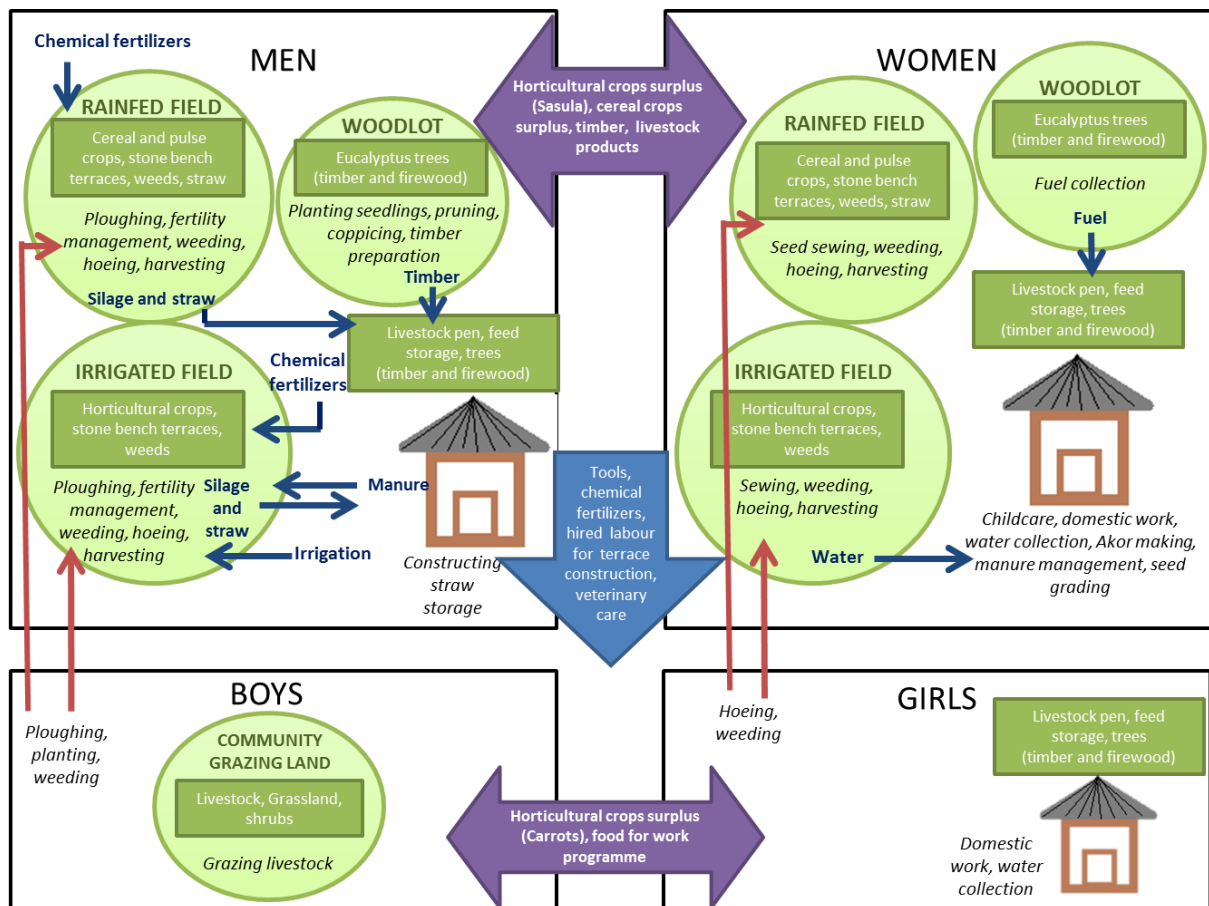 MEN
Chemical fertilizers
RAINFED FIELD
Cereal and pulse
crops, stone bench
terraces, weeds, straw
Ploughing, fertility
management, weeding,
hoeing, harvesting
WOODLOT
Eucalyptus trees
(timber and firewood)
Planting seedlings, pruning,
coppicing, timber
preparation
Timber
Silage and straw
Livestock pen, feed
storage, trees
(timber and firewood)
IRRIGATED FIELD
Chemical
fertilizers
Horticultural crops,
stone bench terraces,
weeds
Ploughing, fertility
management,
weeding, hoeing,
harvesting
Silage
and
straw
Manure
Irrigation
Constructing
straw
storage
Horticultural crops surplus
(Sasula), cereal crops
surplus, timber, livestock
products
WOMEN
RAINFED FIELD
Cereal and pulse
crops, stone bench
terraces, weeds, straw
Seed sewing, weeding,
hoeing, harvesting
WOODLOT
Eucalyptus trees
(timber and firewood)
Fuel collection
Fuel
Livestock pen, feed
storage, trees
(timber and firewood)
IRRIGATED FIELD
Horticultural crops,
stone bench terraces,
weeds
Sewing, weeding,
hoeing, harvesting
Water
Childcare, domestic work,
water collection, Akor making,
manure management, seed
grading
Tools,
chemical
fertilizers,
hired labour
for terrace
construction,
veterinary
care
BOYS
Ploughing,
planting,
weeding
COMMUNITY
GRAZING LAND
Livestock, Grassland,
shrubs
Grazing livestock
Horticultural crops surplus
(Carrots), food for work
programme
GIRLS
Hoeing,
weeding
Livestock pen, feed
storage, trees
(timber and firewood)
Domestic
work, water
collection